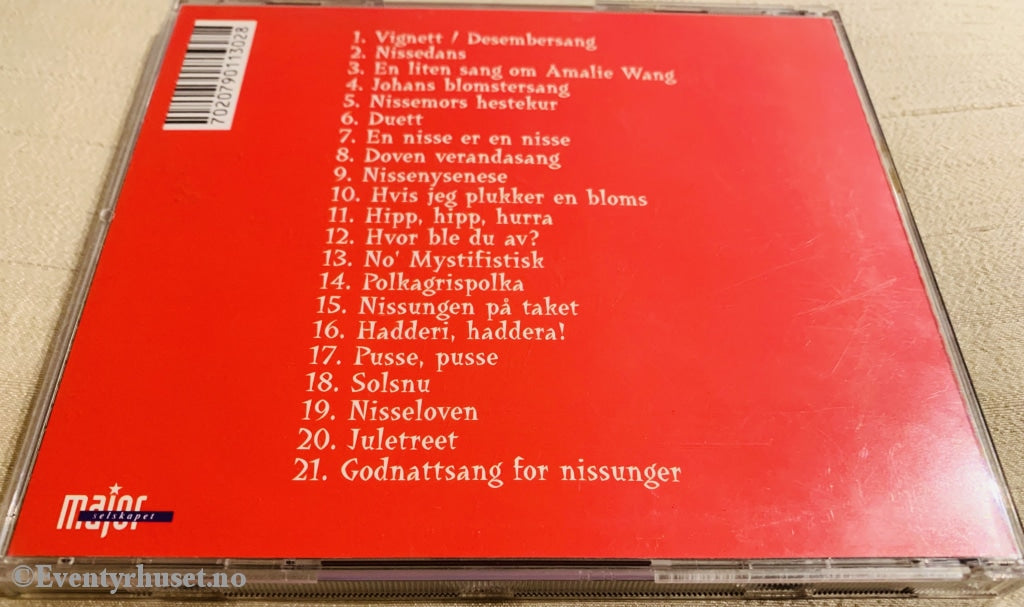 7020790113028
1. Vignett / Desembersang
2. Nissedans
3. En liten sang om Amalie Wang
4. Johans blomstersang
5. Nissemors hestekur
6. Duett
7. En nisse er en nisse
8. Doven verandasang
9. Nissenysenese
10. Hvis jeg plukker en bloms
11. Hipp, hipp, hurra
12. Hvor ble du av?
13. No' Mystifistisk
14. Polkagrispolka
15. Nissungen på taket
16. Hadderi, haddera!
17. Pusse, pusse
18. Solsnu
19. Nisseloven
20. Juletreet
21. Godnattsang for nissunger
major
selskapet
©Eventyrhuset.no